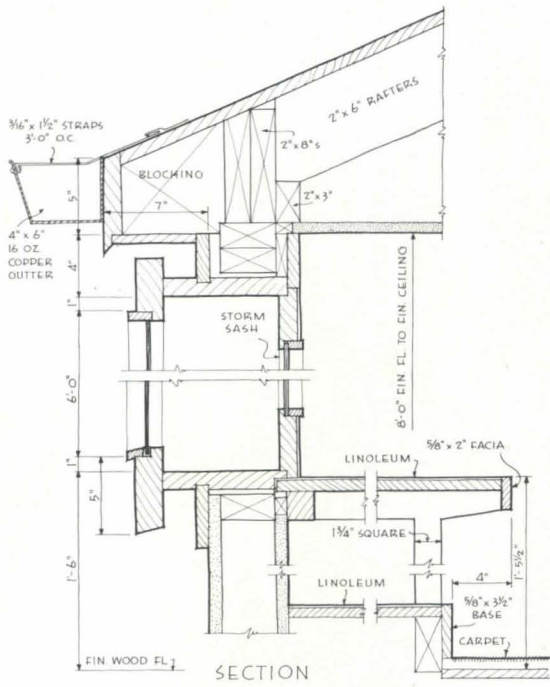 3/16" x 1 1/2" STRAPS
3'-0" O.C.
2" x 6" RAFTERS
2" x 8"s
BLOCHINO
5"
7"
2" x 3"
4" x 6"
16 OZ.
COPPER
OUTTER
4"
1"
STORM
SASH
8'-0" FIN. FL. TO FIN. CEILING
6'-0"
5/8" x 2" FACIA
LINOLEUM
1"
5"
1 3/4" SQUARE
4"
1'-5 1/2"
1'-6"
LINOLEUM
5/8" x 3 1/2"
BASE
CARPET
FIN. WOOD FL.
SECTION